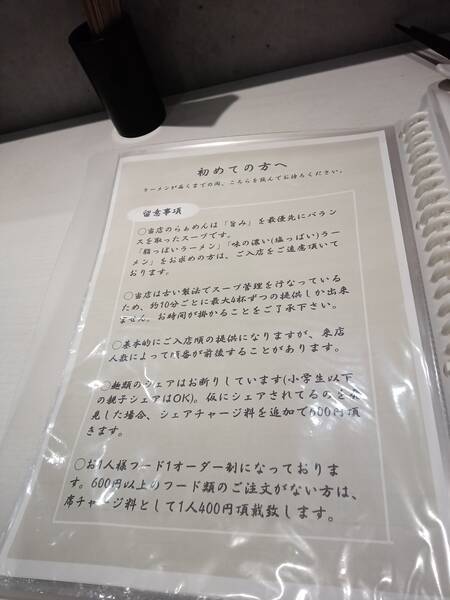 初めての方へ
ラーメンが届くまでの間、こちらを読んでお待ちください。
留意事項
○当店のらぁめんは「旨み」を最優先にバラン
スを取ったスープです。
「脂っぽいラーメン」「味の濃い(塩っぱい)ラー
メン」をお求めの方は、ご入店をご遠慮頂いて
おります。
○当店は古い製法でスープ管理を行なっている
ため、約10分ごとに最大4杯ずつの提供しか出来
ません。お時間が掛かることをご了承下さい。
○基本的にご入店順の提供になりますが、来店
人数によって順番が前後することがあります。
○麺類のシェアはお断りしています(小学生以下
の親子シェアはOK)。仮にシェアされてるのを発
見した場合、シェアチャージ料を追加で500円頂
きます。
○お1人様フード1オーダー制になっておりま
す。600円以上のフード類のご注文がない方は、
席チャージ料として1人400円頂戴致します。